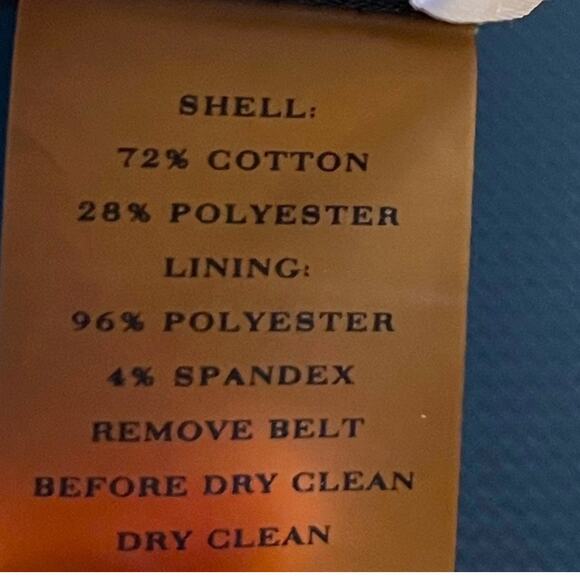 SHELL:
72% COTTON
28% POLYESTER
LINING:
96% POLYESTER
4% SPANDEX
REMOVE BELT
BEFORE DRY CLEAN
DRY CLEAN